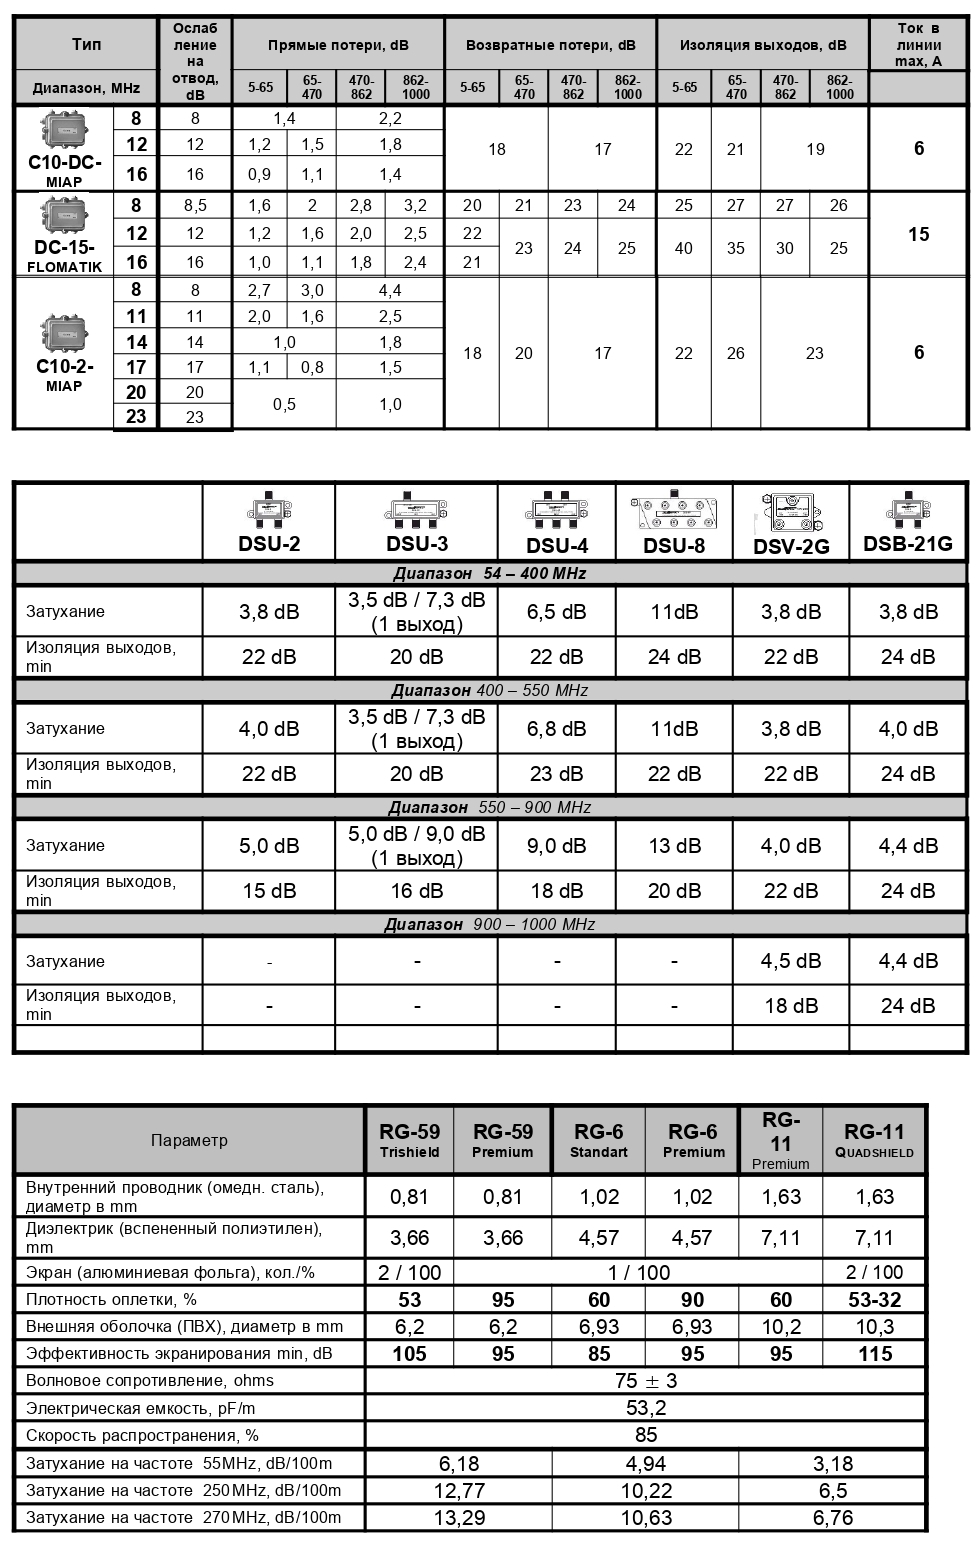 Тип Ослаб ление на отвод, dB Прямые потери, dB Возвратные потери, dB Изоляция выходов, dB Ток в линии max, A
Диапазон, MHz 5-65 65-470 470-862 862-1000 5-65 65-470 470-862 862-1000 5-65 65-470 470-862 862-1000
C10-DC-
MIAP
8 8 1,4 2,2
12 12 1,2 1,5 1,8 18 17 22 21 19 6
16 16 0,9 1,1 1,4
DC-15-
FLOMATIK
8 8,5 1,6 2 2,8 3,2 20 21 23 24 25 27 27 26
12 12 1,2 1,6 2,0 2,5 22 23 24 25 40 35 30 25 15
16 16 1,0 1,1 1,8 2,4 21
C10-2-
MIAP
8 8 2,7 3,0 4,4
11 11 2,0 1,6 2,5
14 14 1,0 1,8
17 17 1,1 0,8 1,5 18 20 17 22 26 23 6
20 20 0,5 1,0
23 23
DSU-2 DSU-3 DSU-4 DSU-8 DSV-2G DSB-21G
Диапазон 54 – 400 MHz
Затухание 3,8 dB 3,5 dB / 7,3 dB (1 выход) 6,5 dB 11dB 3,8 dB 3,8 dB
Изоляция выходов, min 22 dB 20 dB 22 dB 24 dB 22 dB 24 dB
Диапазон 400 – 550 MHz
Затухание 4,0 dB 3,5 dB / 7,3 dB (1 выход) 6,8 dB 11dB 3,8 dB 4,0 dB
Изоляция выходов, min 22 dB 20 dB 23 dB 22 dB 22 dB 24 dB
Диапазон 550 – 900 MHz
Затухание 5,0 dB 5,0 dB / 9,0 dB (1 выход) 9,0 dB 13 dB 4,0 dB 4,4 dB
Изоляция выходов, min 15 dB 16 dB 18 dB 20 dB 22 dB 24 dB
Диапазон 900 – 1000 MHz
Затухание - - - - 4,5 dB 4,4 dB
Изоляция выходов, min - - - - 18 dB 24 dB
Параметр RG-59 Trishield RG-59 Premium RG-6 Standart RG-6 Premium RG-11 Premium RG-11 QUADSHIELD
Внутренний проводник (омедн. сталь), диаметр в mm 0,81 0,81 1,02 1,02 1,63 1,63
Диэлектрик (вспененный полиэтилен), mm 3,66 3,66 4,57 4,57 7,11 7,11
Экран (алюминиевая фольга), кол./% 2 / 100 1 / 100 2 / 100
Плотность оплетки, % 53 95 60 90 60 53-32
Внешняя оболочка (ПВХ), диаметр в mm 6,2 6,2 6,93 6,93 10,2 10,3
Эффективность экранирования min, dB 105 95 85 95 95 115
Волновое сопротивление, ohms 75 ± 3
Электрическая емкость, pF/m 53,2
Скорость распространения, % 85
Затухание на частоте 55MHz, dB/100m 6,18 4,94 3,18
Затухание на частоте 250MHz, dB/100m 12,77 10,22 6,5
Затухание на частоте 270MHz, dB/100m 13,29 10,63 6,76